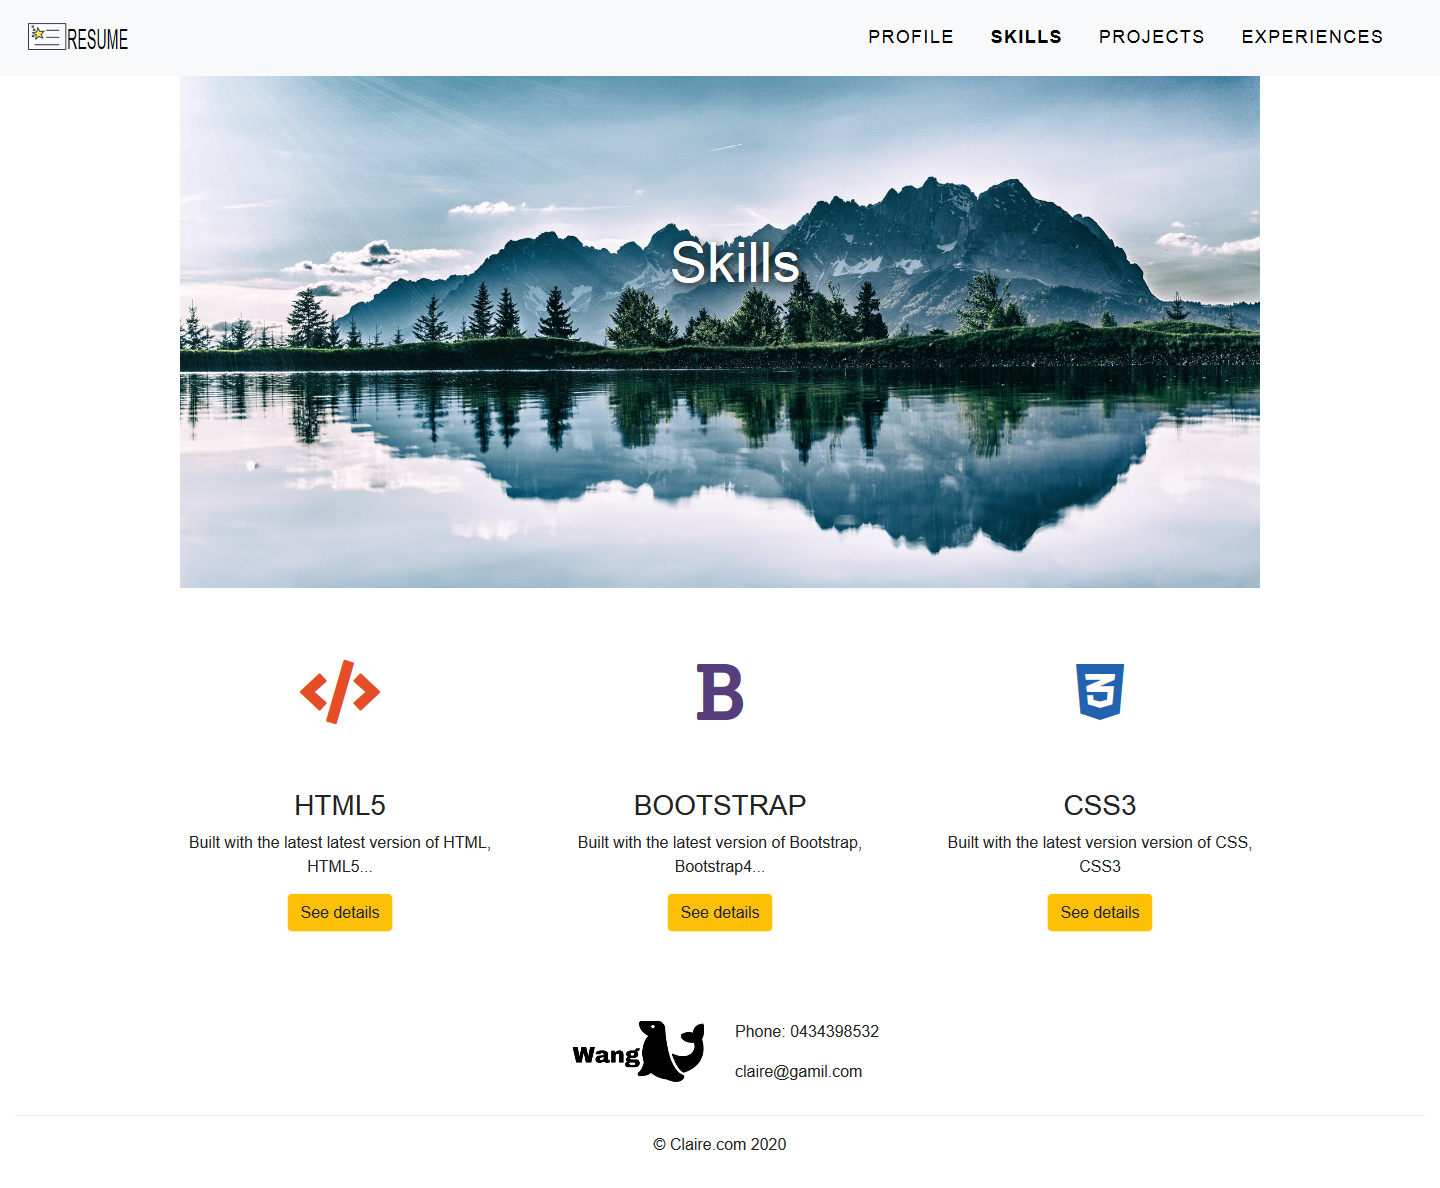 RESUME
PROFILE SKILLS PROJECTS EXPERIENCES
Skills
HTML5
Built with the latest latest version of HTML,
HTML5...
See details
BOOTSTRAP
Built with the latest version of Bootstrap,
Bootstrap4...
See details
CSS3
Built with the latest version version of CSS,
CSS3
See details
Wang
Phone: 0434398532
claire@gamil.com
© Claire.com 2020